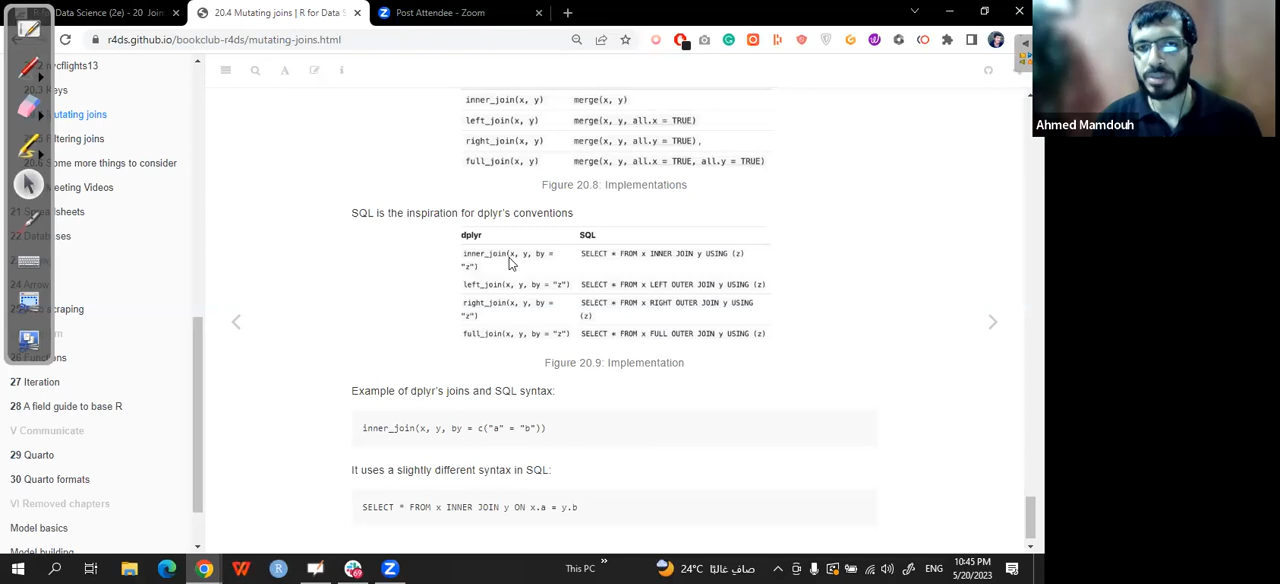 R for Data Science (2e) - 20 Join
20.4 Mutating joins | R for Data S
Post Attendee - Zoom
r4ds.github.io/bookclub-r4ds/mutating-joins.html
Ahmed Mamdouh
nycflights13
Keys
Mutating joins
Filtering joins
Some more things to consider
Meeting Videos
21 Spreadsheets
22 Databases
24 Arrow
scraping
26 Functions
27 Iteration
28 A field guide to base R
V Communicate
29 Quarto
30 Quarto formats
VI Removed chapters
Model basics
Model building
inner_join(x, y) merge(x, y)
left_join(x, y) merge(x, y, all.x = TRUE)
right_join(x, y) merge(x, y, all.y = TRUE),
full_join(x, y) merge(x, y, all.x = TRUE, all.y = TRUE)
Figure 20.8: Implementations
SQL is the inspiration for dplyr's conventions
dplyr SQL
inner_join(x, y, by = "z") SELECT * FROM x INNER JOIN y USING (z)
left_join(x, y, by = "z") SELECT * FROM x LEFT OUTER JOIN y USING (z)
right_join(x, y, by = "z") SELECT * FROM x RIGHT OUTER JOIN y USING (z)
full_join(x, y, by = "z") SELECT * FROM x FULL OUTER JOIN y USING (z)
Figure 20.9: Implementation
Example of dplyr's joins and SQL syntax:
inner_join(x, y, by = c("a" = "b"))
It uses a slightly different syntax in SQL:
SELECT * FROM x INNER JOIN y ON x.a = y.b
This PC
24°C صافٍ غالبًا
ENG
10:45 PM
5/20/2023